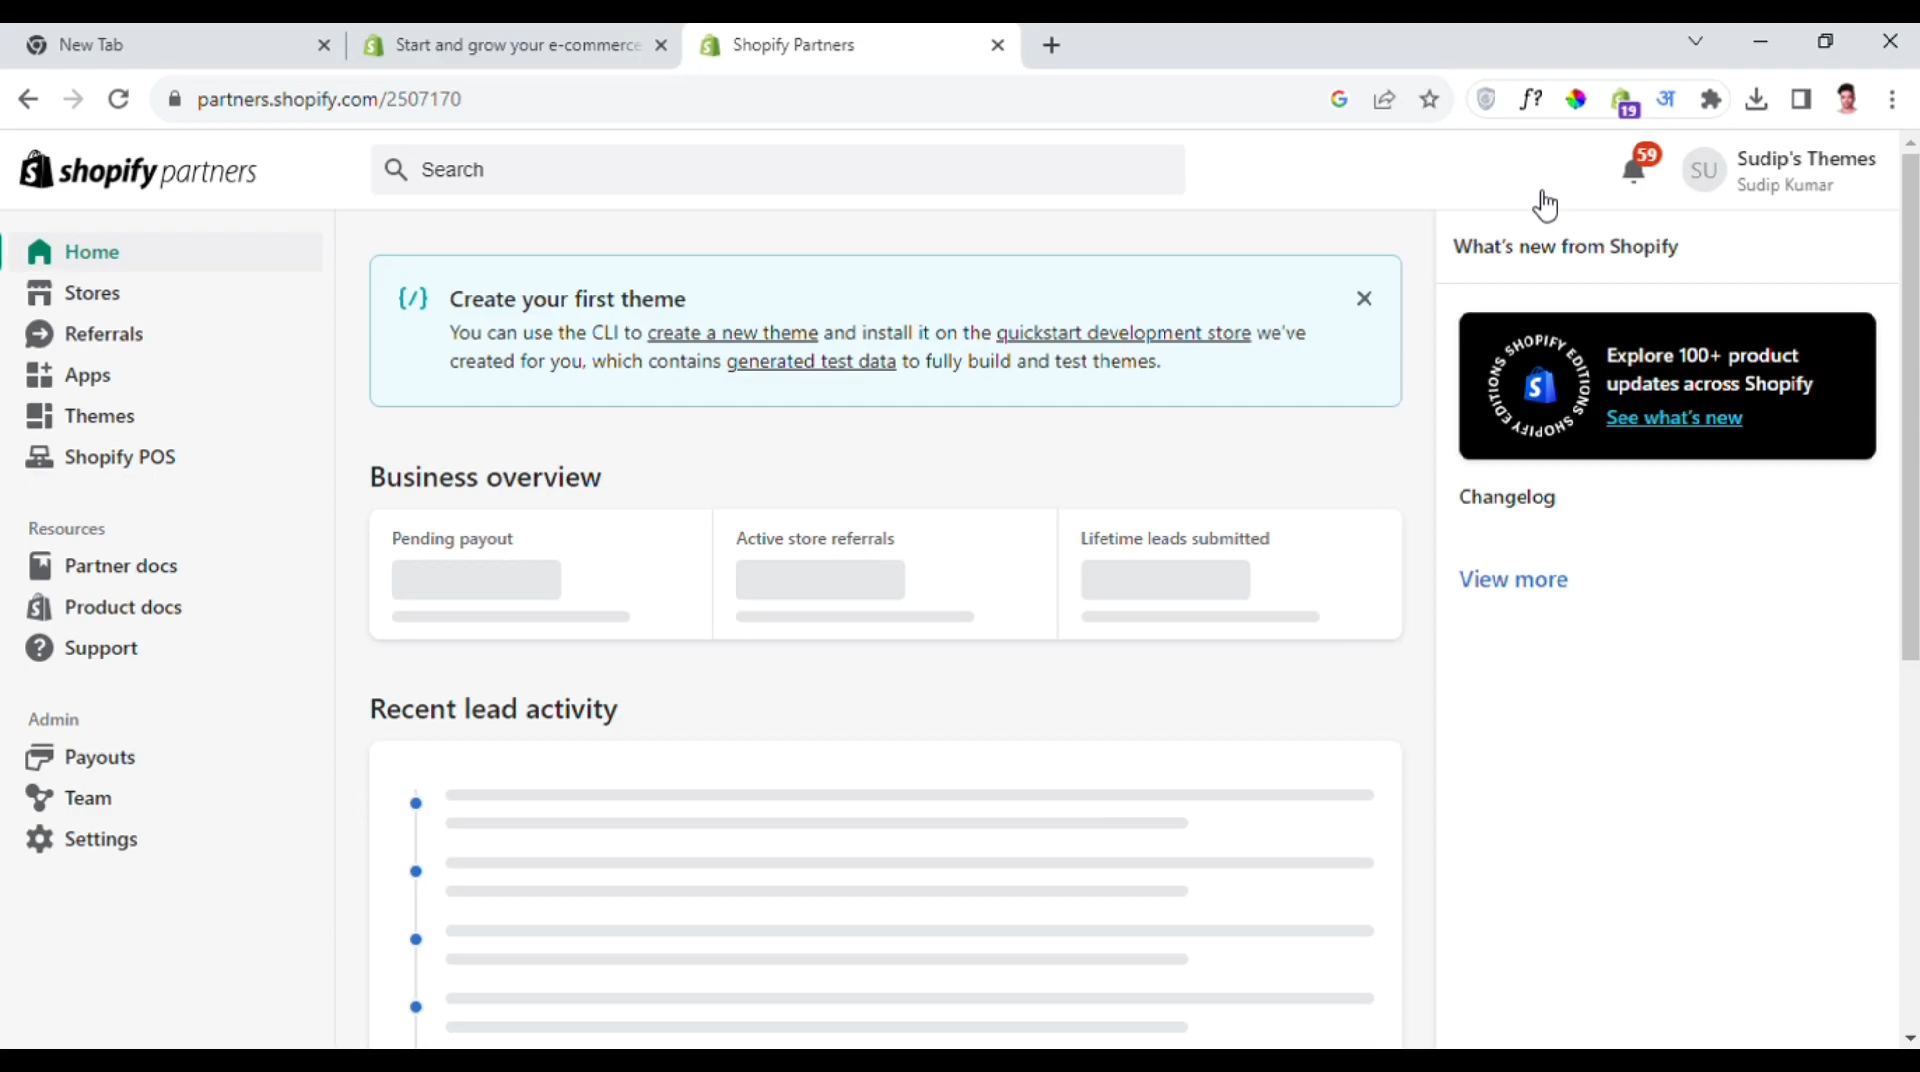 New Tab
Start and grow your e-commerce
Shopify Partners
partners.shopify.com/2507170
f?
19
अ
shopify partners
Search
59
SU
Sudip's Themes
Sudip Kumar
Home
Stores
Referrals
Apps
Themes
Shopify POS
Resources
Partner docs
Product docs
Support
Admin
Payouts
Team
Settings
Create your first theme
You can use the CLI to create a new theme and install it on the quickstart development store we've
created for you, which contains generated test data to fully build and test themes.
Business overview
Pending payout
Active store referrals
Lifetime leads submitted
Recent lead activity
What's new from Shopify
SHOPIFY EDITIONS SHOPIFY EDITIONS
Explore 100+ product
updates across Shopify
See what's new
Changelog
View more